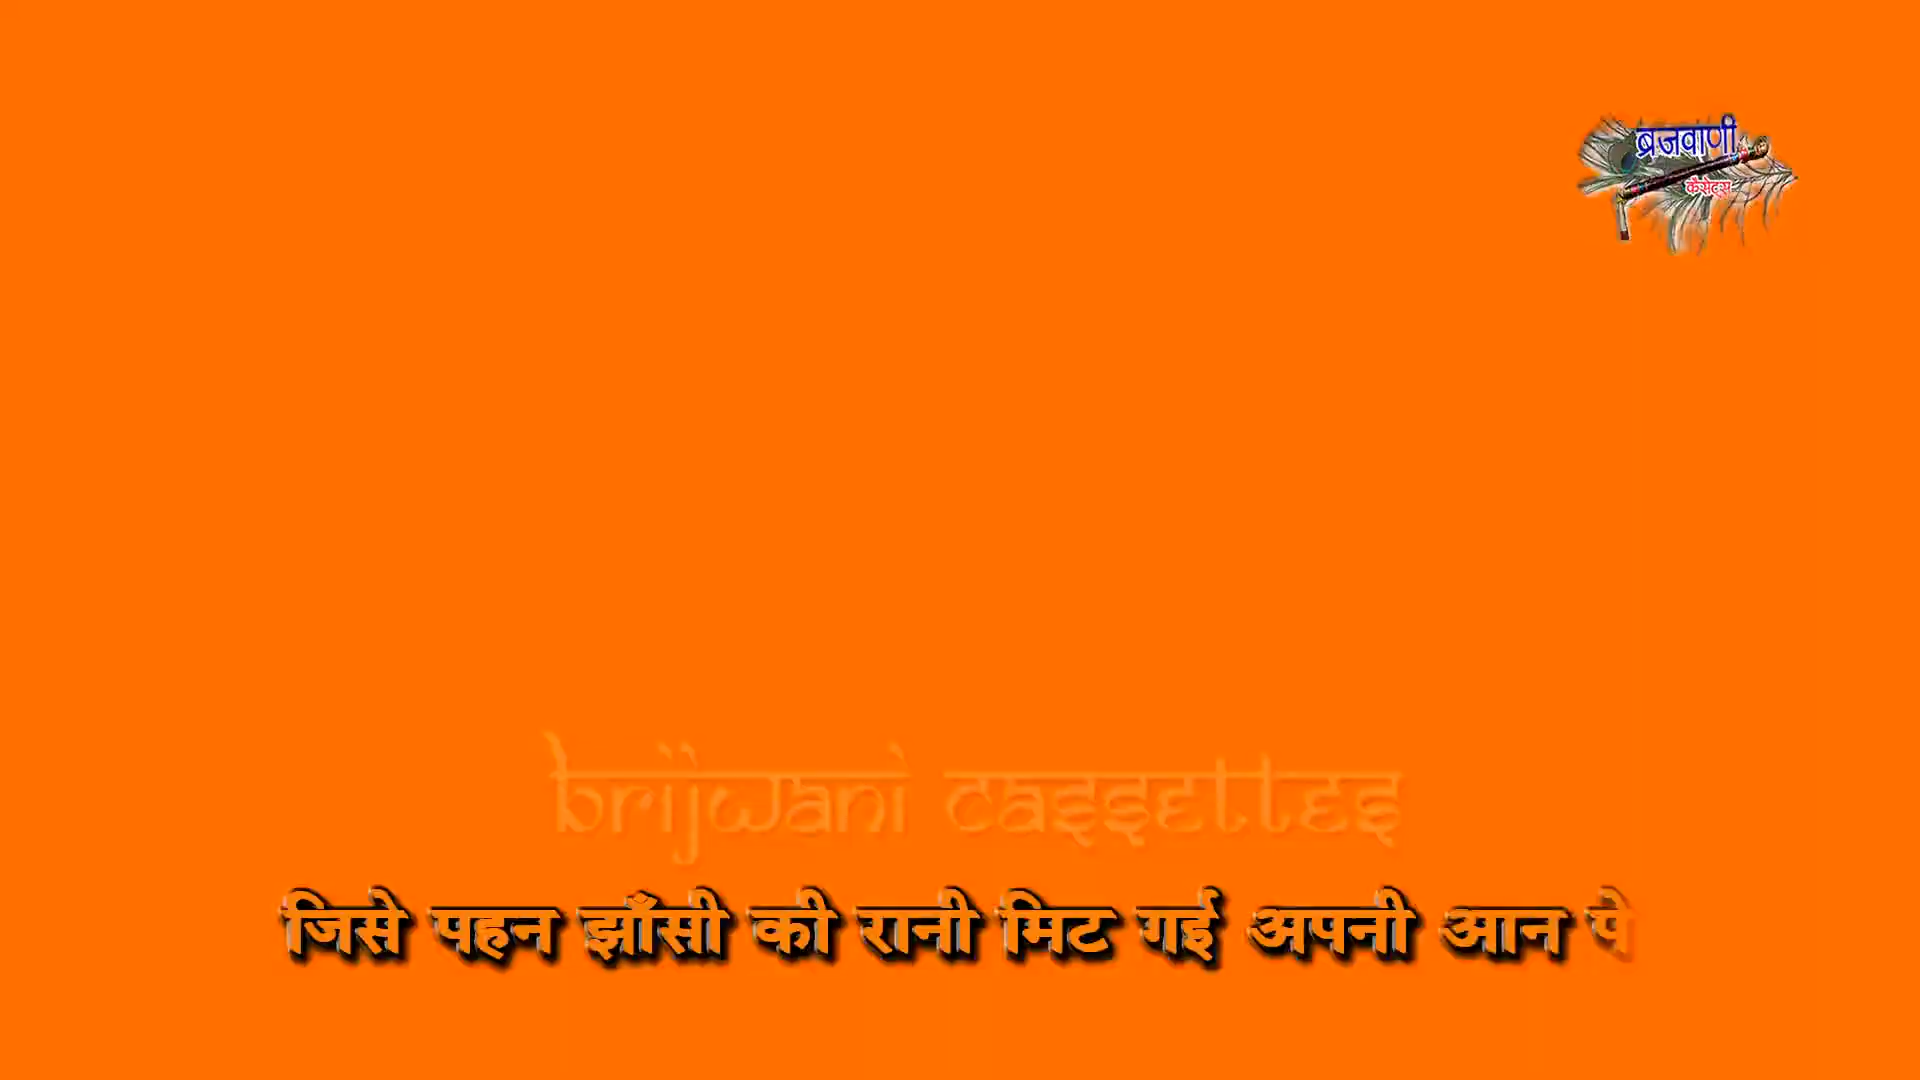 ब्रजवाणी
कैसेट्स
brijwani cassettes
जिसे पहन झाँसी की रानी मिट गई अपनी आन पे